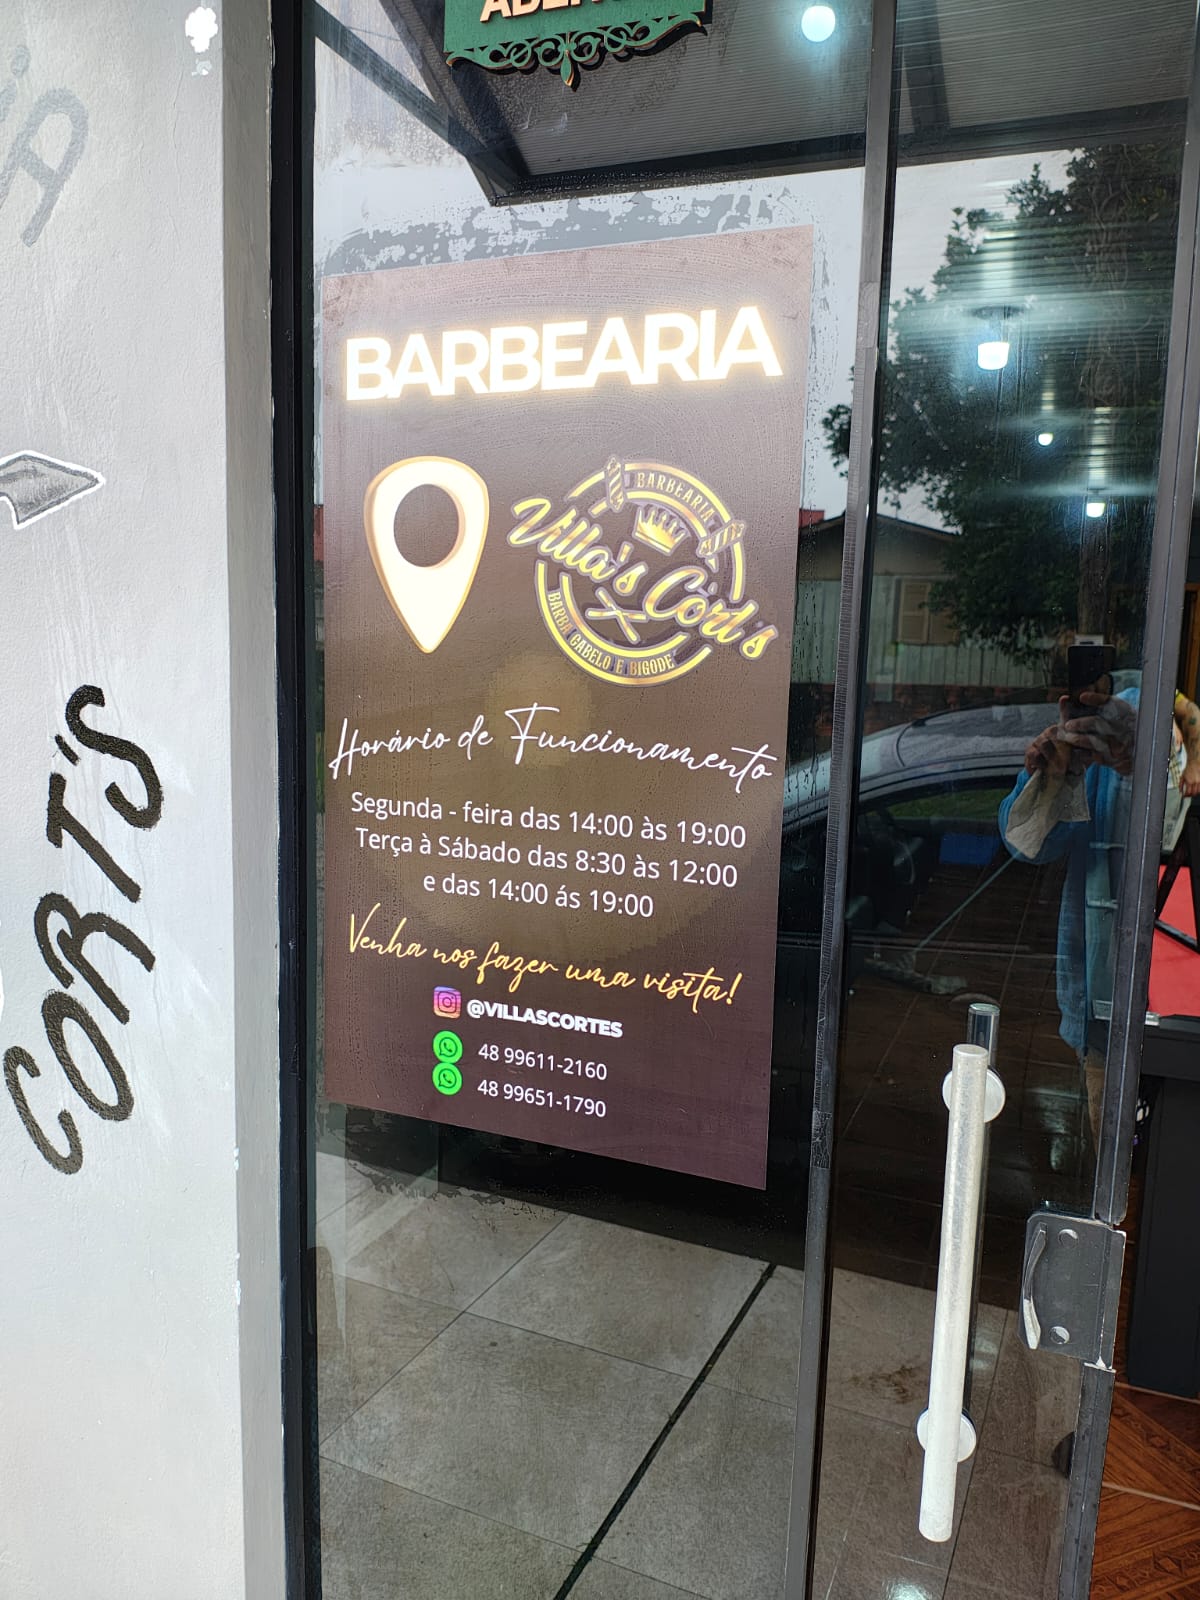 BARBEARIA
BARBEARIA
Villa's Cort's
BARBA CABELO E BIGODE
Horário de Funcionamento
Segunda - feira das 14:00 às 19:00
Terça à Sábado das 8:30 às 12:00
e das 14:00 ás 19:00
Venha nos fazer uma visita!
@VILLASCORTES
48 99611-2160
48 99651-1790
CORT'S